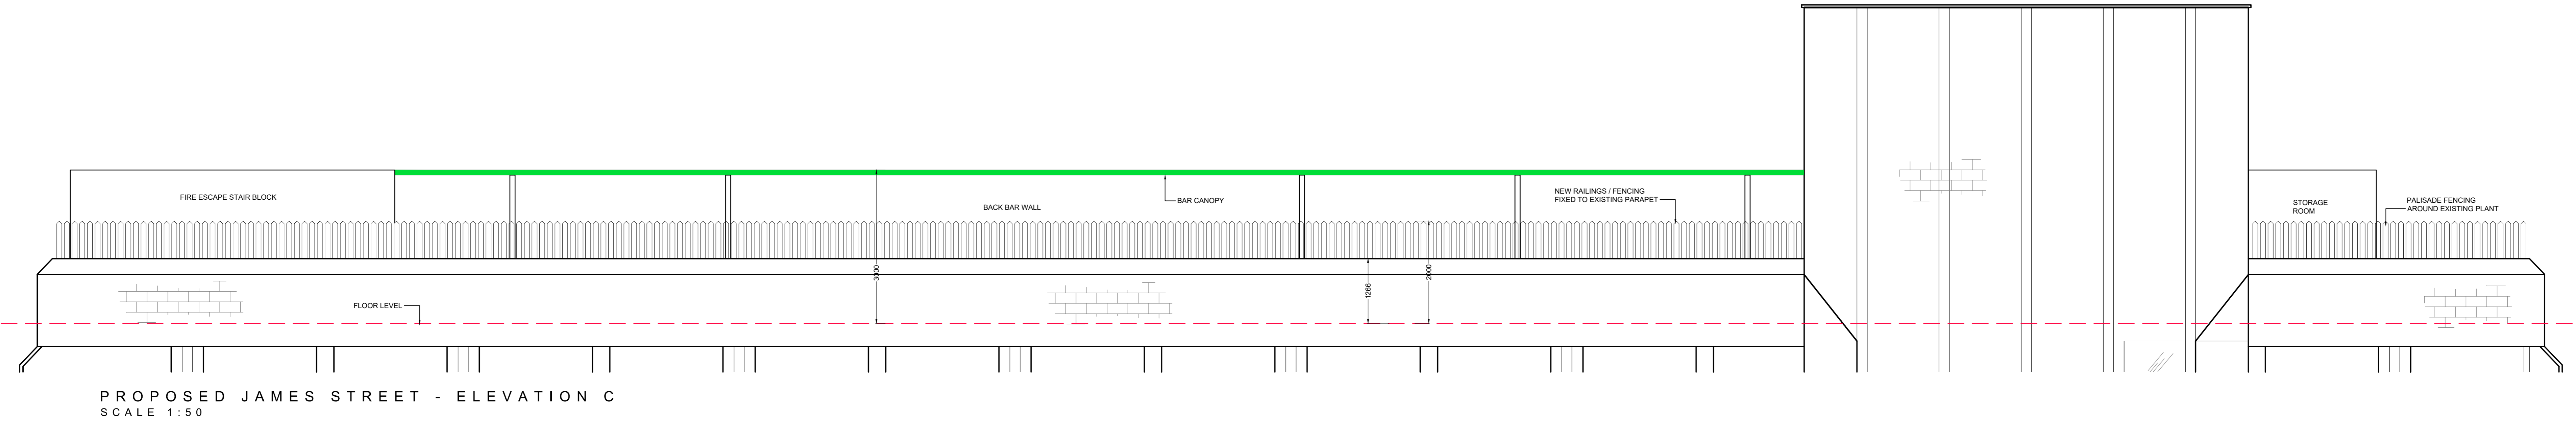 FIRE ESCAPE STAIR BLOCK
BACK BAR WALL
BAR CANOPY
NEW RAILINGS / FENCING
FIXED TO EXISTING PARAPET
STORAGE
ROOM
PALISADE FENCING
AROUND EXISTING PLANT
FLOOR LEVEL
3000
1266
2000
PROPOSED JAMES STREET - ELEVATION C
SCALE 1:50